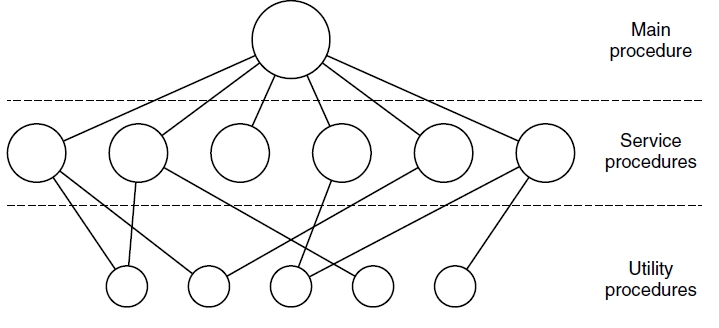 Main
procedure
Service
procedures
Utility
procedures